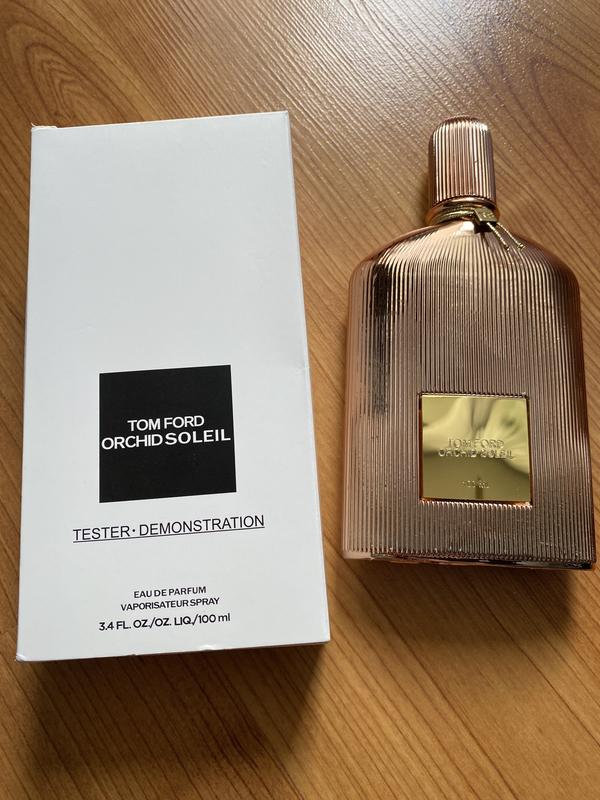 TOM FORD
ORCHID SOLEIL
TESTER • DEMONSTRATION
EAU DE PARFUM
VAPORISATEUR SPRAY
3.4 FL. OZ./OZ. LIQ./100 ml
TOM FORD
ORCHID SOLEIL